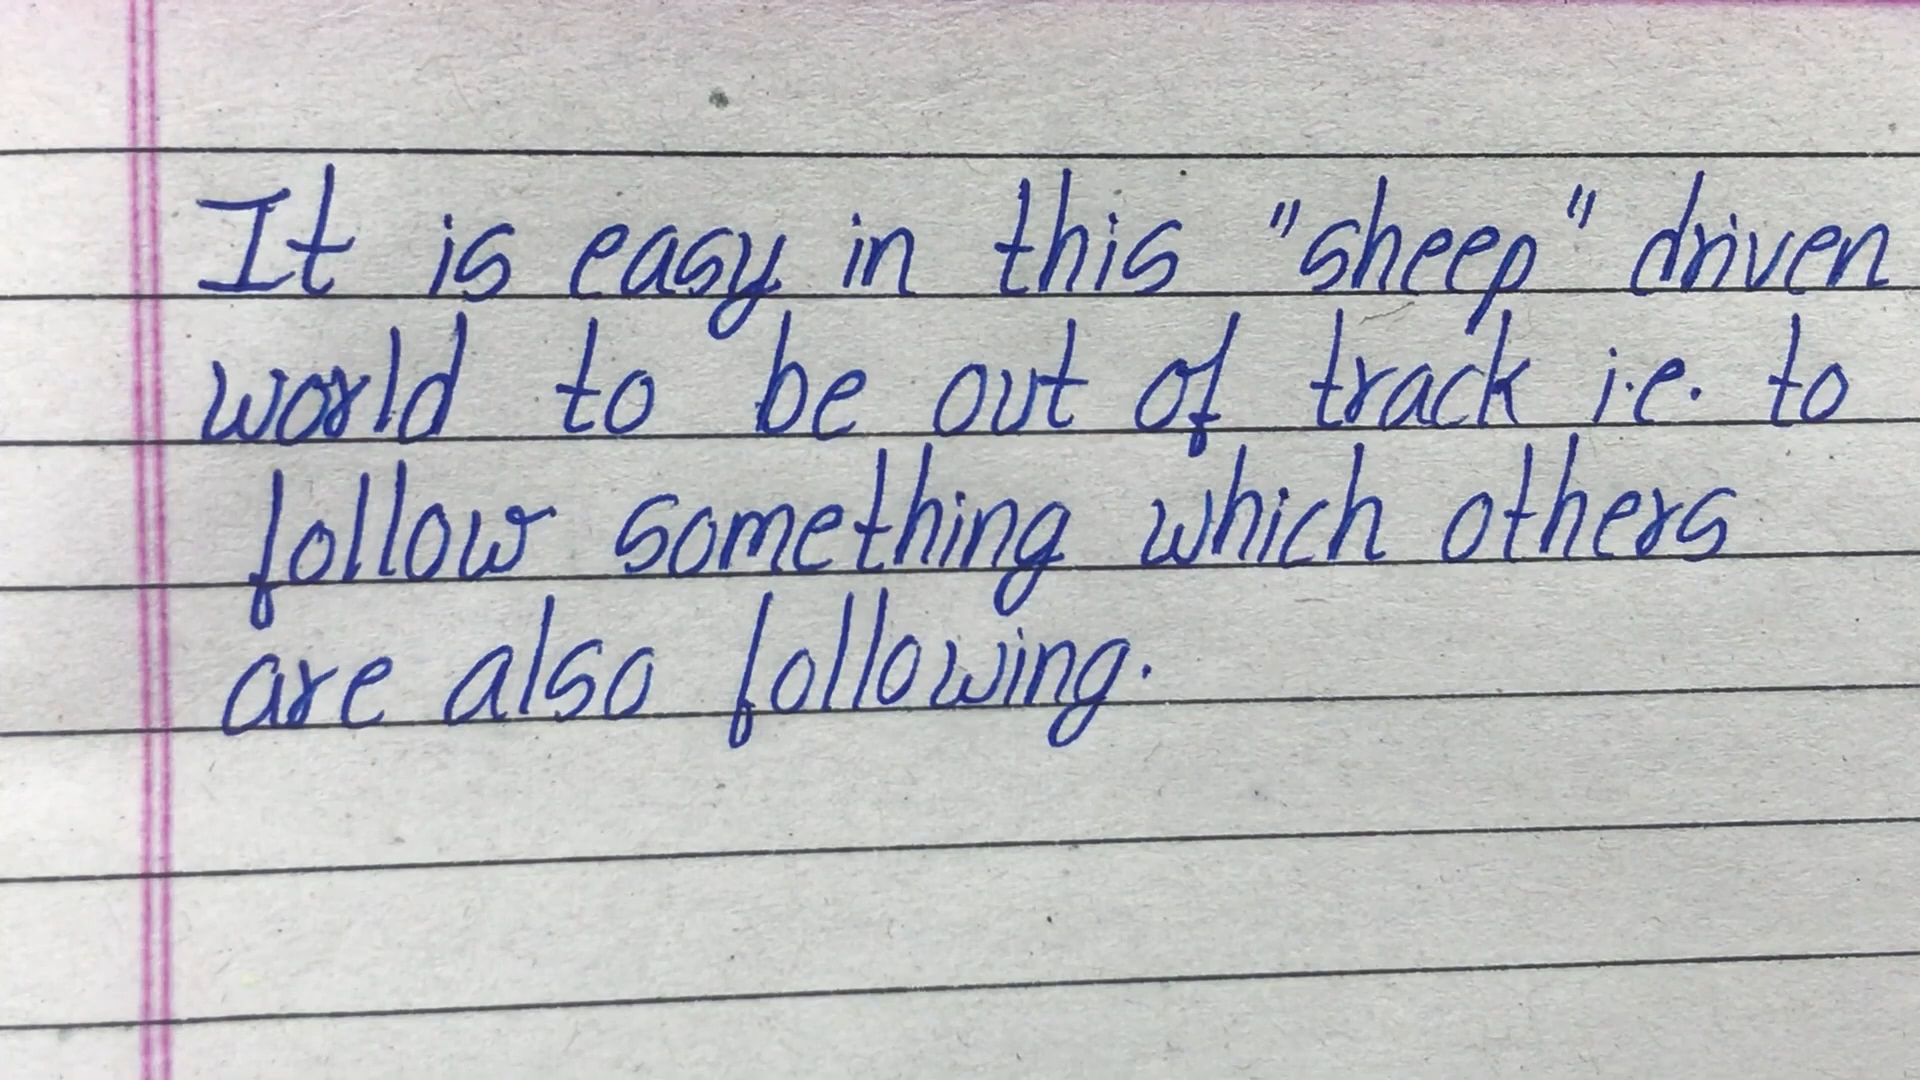 It is easy in this "sheep" driven
world to be out of track i.e. to
follow something which others
are also following.